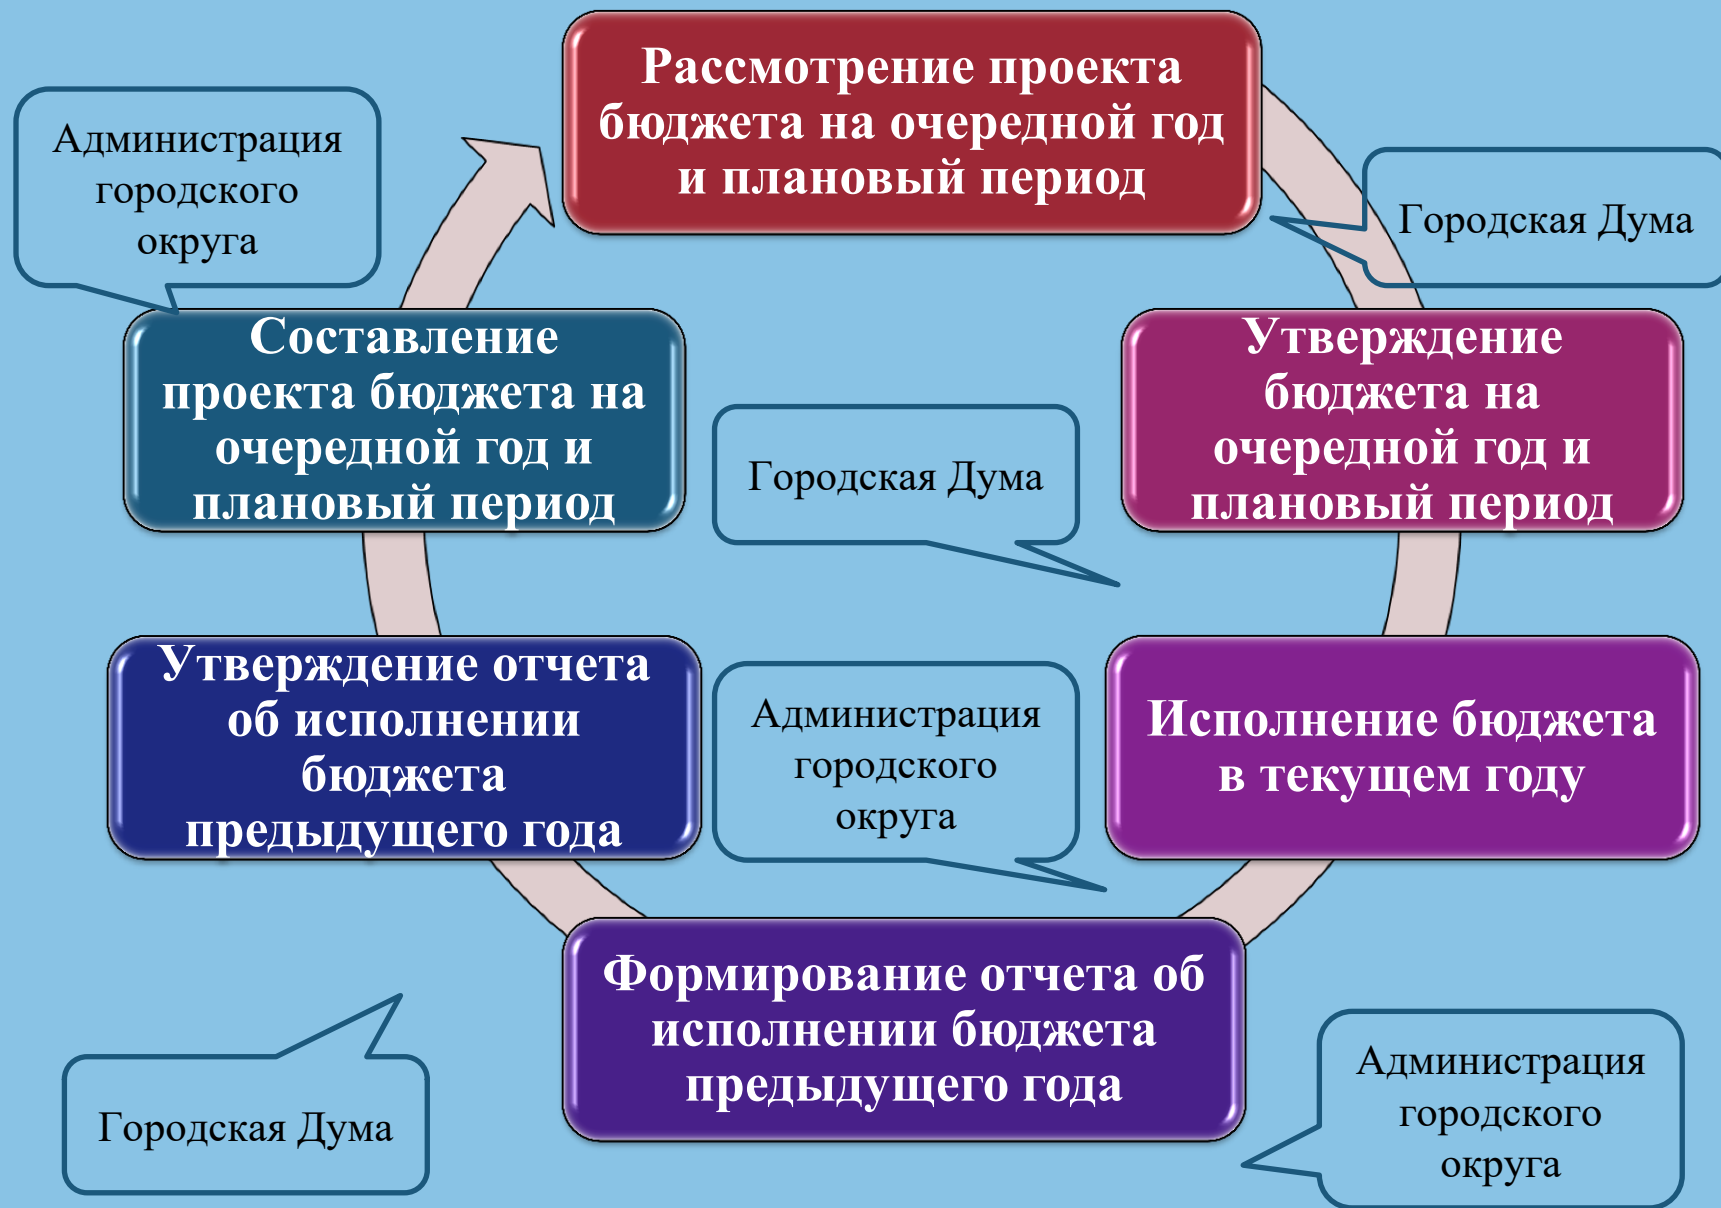 Рассмотрение проекта
бюджета на очередной год
и плановый период
Администрация
городского
округа
Городская Дума
Составление
проекта бюджета на
очередной год и
плановый период
Утверждение
бюджета на
очередной год и
плановый период
Городская Дума
Утверждение отчета
об исполнении
бюджета
предыдущего года
Администрация
городского
округа
Исполнение бюджета
в текущем году
Формирование отчета об
исполнении бюджета
предыдущего года
Городская Дума
Администрация
городского
округа